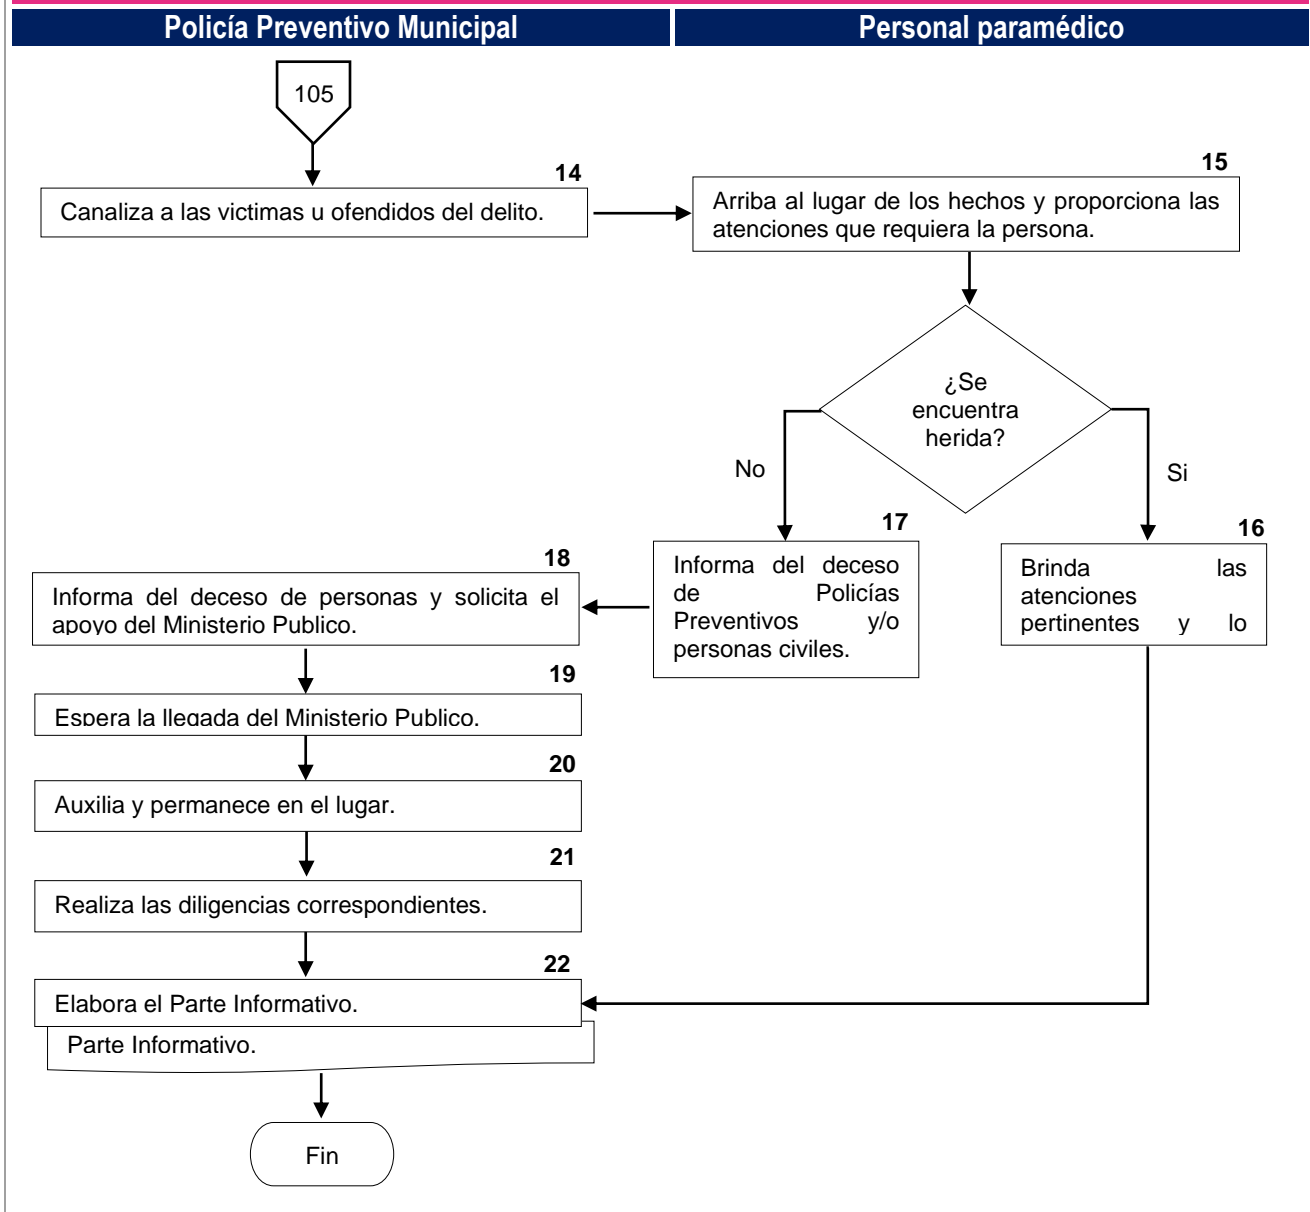 Policía Preventivo Municipal
Personal paramédico
105
14
Canaliza a las victimas u ofendidos del delito.
15
Arriba al lugar de los hechos y proporciona las
atenciones que requiera la persona.
¿Se
encuentra
herida?
No
Si
17
Informa del deceso
de Policías
Preventivos y/o
personas civiles.
16
Brinda las
atenciones
pertinentes y lo
18
Informa del deceso de personas y solicita el
apoyo del Ministerio Publico.
19
Espera la llegada del Ministerio Publico.
20
Auxilia y permanece en el lugar.
21
Realiza las diligencias correspondientes.
22
Elabora el Parte Informativo.
Parte Informativo.
Fin